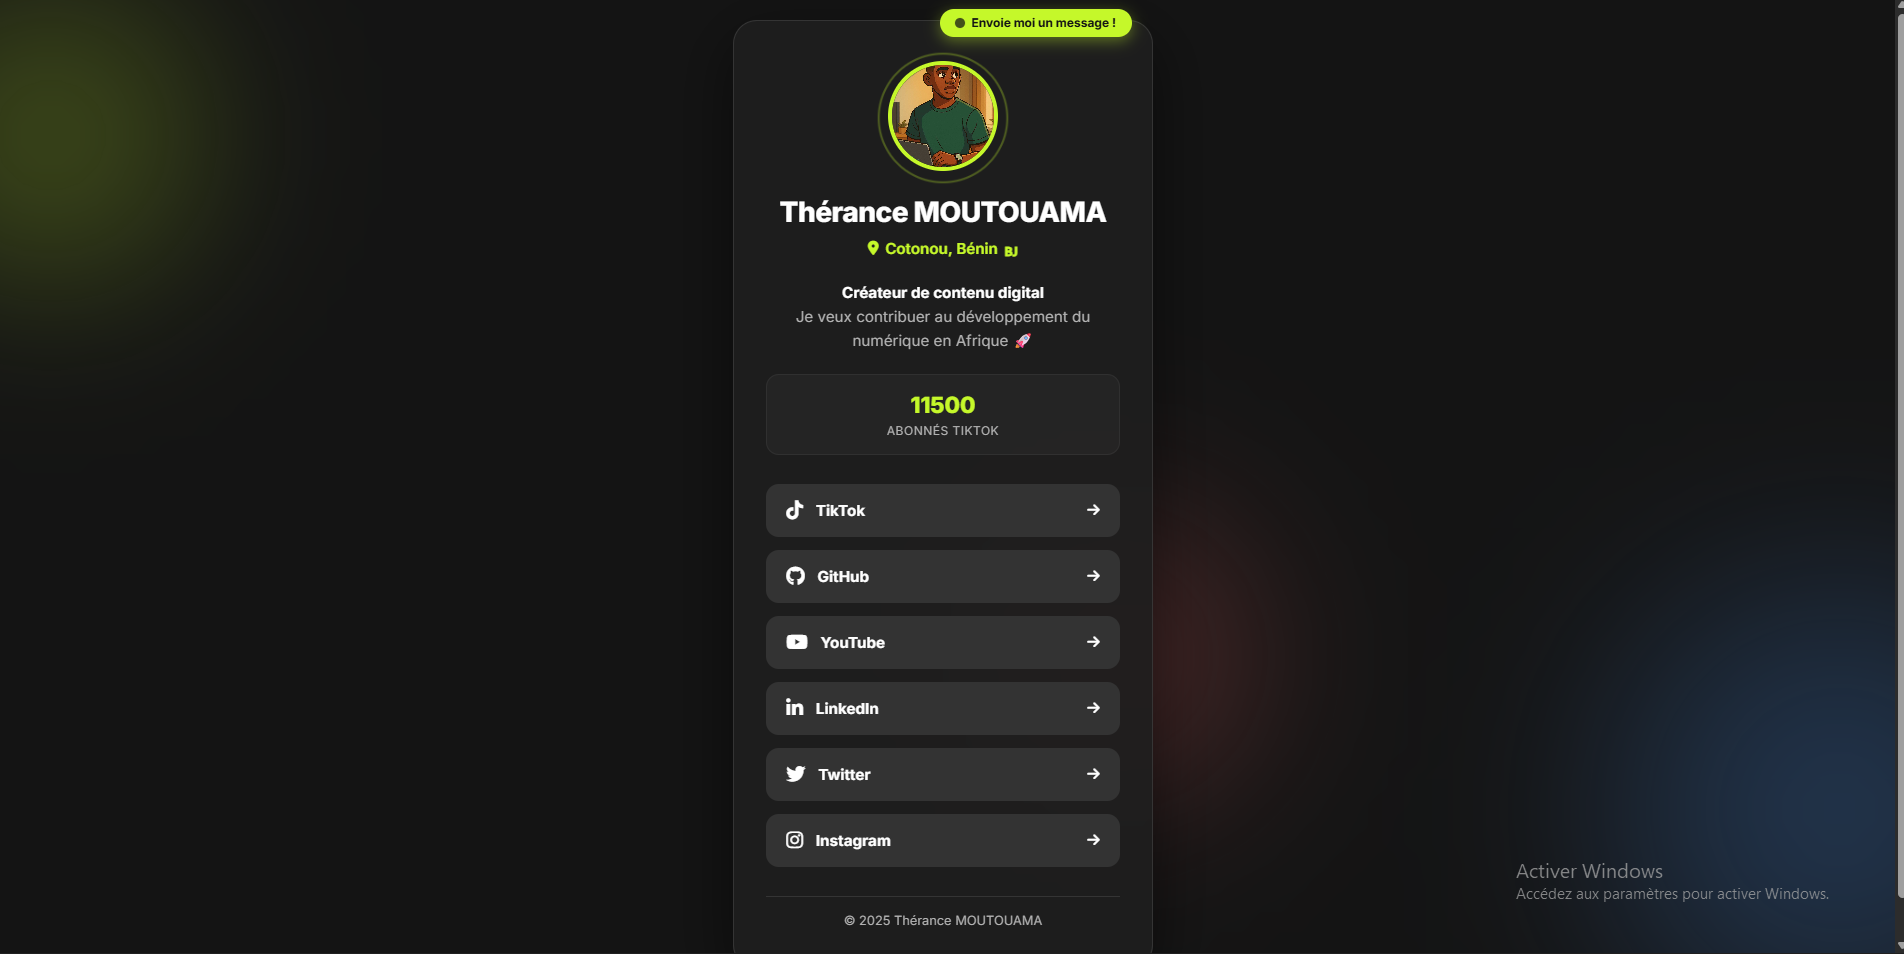 Envoie moi un message !
Thérance MOUTOUAMA
Cotonou, Bénin BJ
Créateur de contenu digital
Je veux contribuer au développement du
numérique en Afrique 🚀
11500
ABONNÉS TIKTOK
TikTok
GitHub
YouTube
LinkedIn
Twitter
Instagram
© 2025 Thérance MOUTOUAMA
Activer Windows
Accédez aux paramètres pour activer Windows.